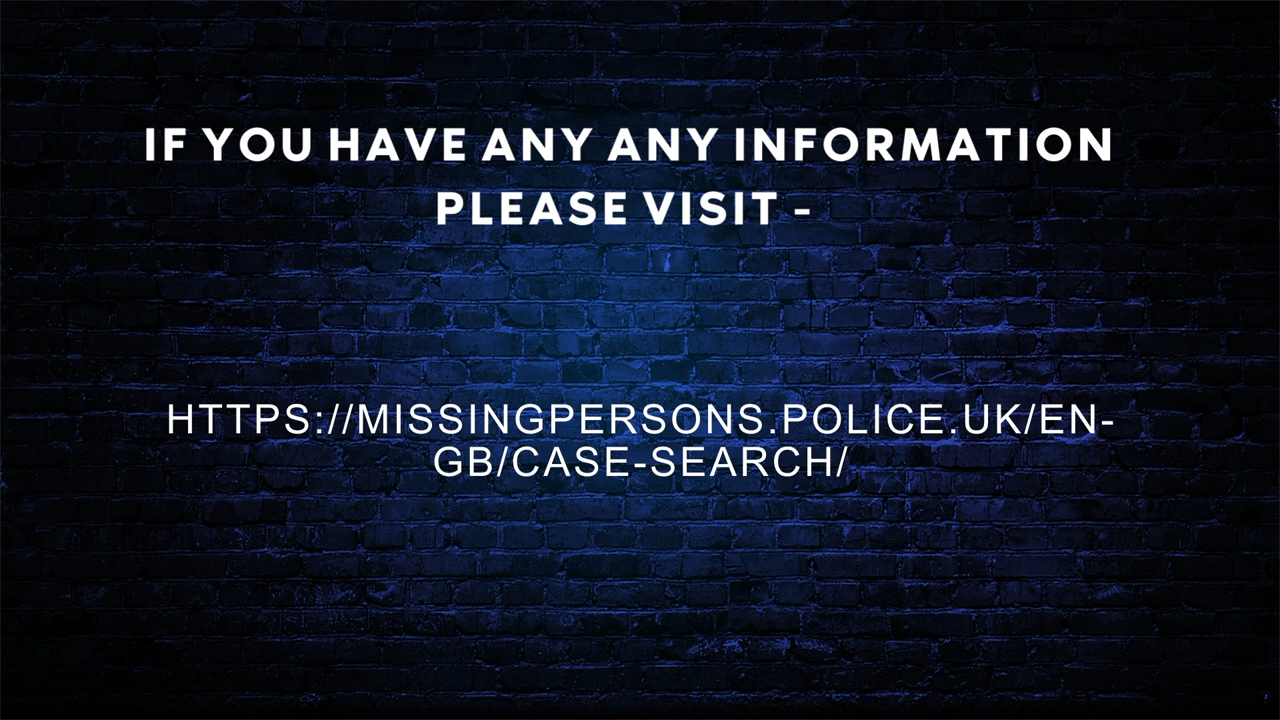 IF YOU HAVE ANY ANY INFORMATION
PLEASE VISIT -
HTTPS://MISSINGPERSONS.POLICE.UK/EN-
GB/CASE-SEARCH/